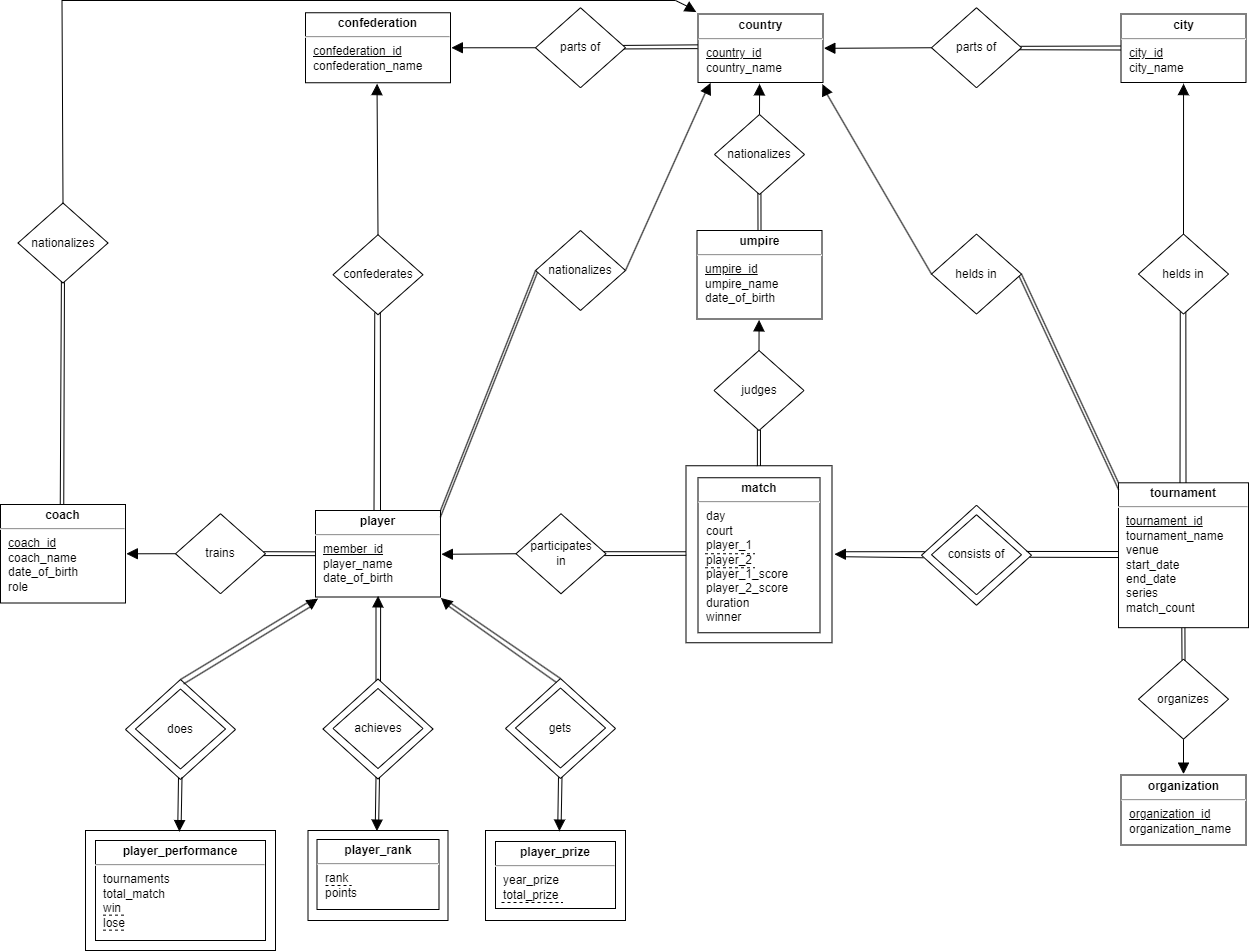 confederation
confederation_id
confederation_name
parts of
country
country_id
country_name
parts of
city
city_id
city_name
nationalizes
nationalizes
confederates
nationalizes
umpire
umpire_id
umpire_name
date_of_birth
helds in
helds in
judges
coach
coach_id
coach_name
date_of_birth
role
trains
player
member_id
player_name
date_of_birth
participates
in
match
day
court
player_1
player_2
player_1_score
player_2_score
duration
winner
consists of
tournament
tournament_id
tournament_name
venue
start_date
end_date
series
match_count
does
achieves
gets
organizes
player_performance
tournaments
total_match
win
lose
player_rank
rank
points
player_prize
year_prize
total_prize
organization
organization_id
organization_name